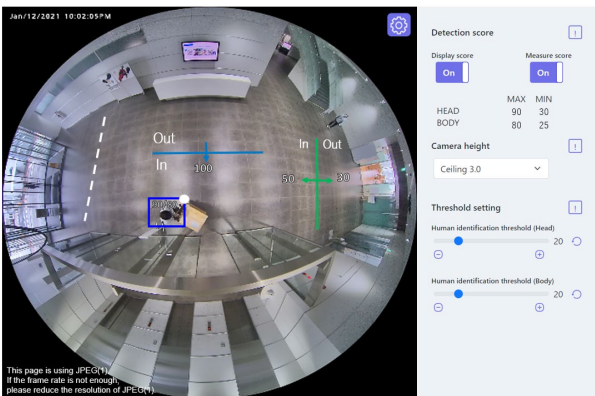 Jan/12/2021 10:02:05PM
Out
In
100
In Out
50 30
Detection score
!
Display score Measure score
On On
MAX MIN
HEAD 90 30
BODY 80 25
Camera height
!
Ceiling 3.0
Threshold setting
!
Human identification threshold (Head)
20
Human identification threshold (Body)
20
This page is using JPEG(1).
If the frame rate is not enough,
please reduce the resolution of JPEG(1)